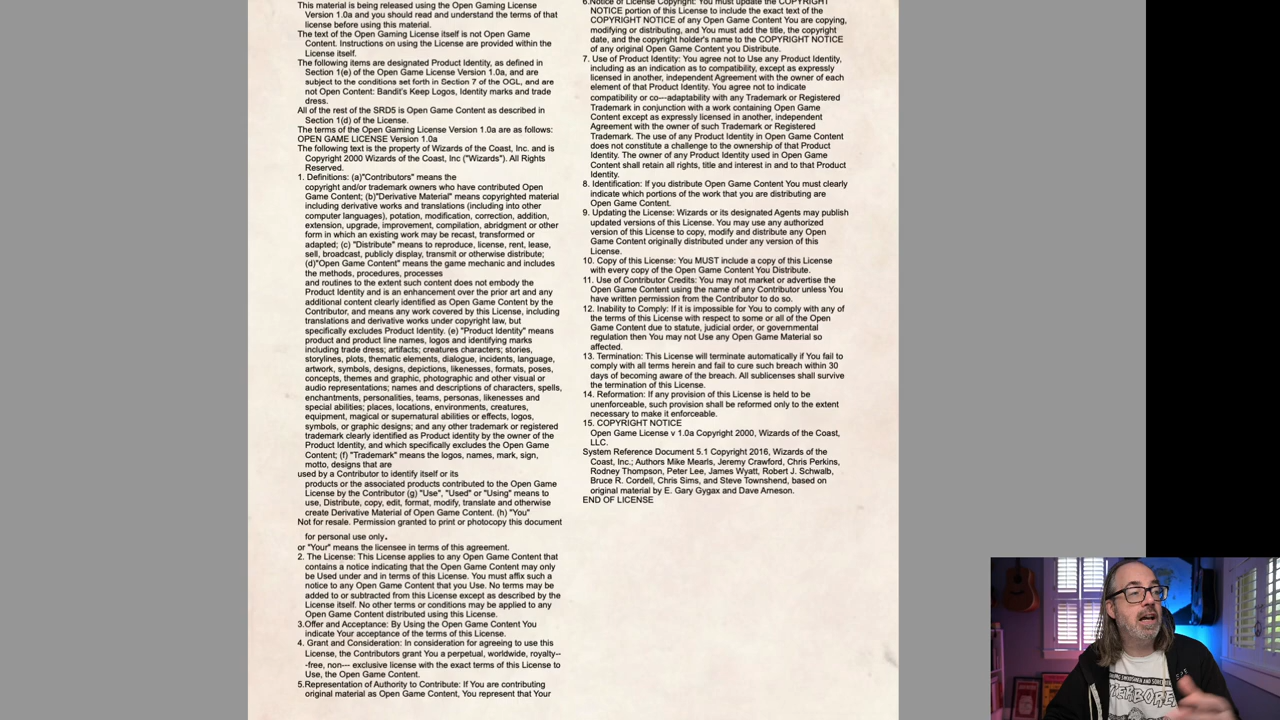 This material is being released using the Open Gaming License
Version 1.0a and you should read and understand the terms of that
license before using this material.
The text of the Open Gaming License itself is not Open Game
Content. Instructions on using the License are provided within the
License itself.
The following items are designated Product Identity, as defined in
Section 1(e) of the Open Game License Version 1.0a, and are
subject to the conditions set forth in Section 7 of the OGL, and are
not Open Content: Bandit's Keep Logos, Identity marks and trade
dress.
All of the rest of the SRD5 is Open Game Content as described in
Section 1(d) of the License.
The terms of the Open Gaming License Version 1.0a are as follows:
OPEN GAME LICENSE Version 1.0a
The following text is the property of Wizards of the Coast, Inc. and is
Copyright 2000 Wizards of the Coast, Inc ("Wizards"). All Rights
Reserved.
1. Definitions: (a)"Contributors" means the
copyright and/or trademark owners who have contributed Open
Game Content; (b)"Derivative Material" means copyrighted material
including derivative works and translations (including into other
computer languages), potation, modification, correction, addition,
extension, upgrade, improvement, compilation, abridgment or other
form in which an existing work may be recast, transformed or
adapted; (c) "Distribute" means to reproduce, license, rent, lease,
sell, broadcast, publicly display, transmit or otherwise distribute;
(d)"Open Game Content" means the game mechanic and includes
the methods, procedures, processes
and routines to the extent such content does not embody the
Product Identity and is an enhancement over the prior art and any
additional content clearly identified as Open Game Content by the
Contributor, and means any work covered by this License, including
translations and derivative works under copyright law, but
specifically excludes Product Identity. (e) "Product Identity" means
product and product line names, logos and identifying marks
including trade dress; artifacts; creatures characters; stories,
storylines, plots, thematic elements, dialogue, incidents, language,
artwork, symbols, designs, depictions, likenesses, formats, poses,
concepts, themes and graphic, photographic and other visual or
audio representations; names and descriptions of characters, spells,
enchantments, personalities, teams, personas, likenesses and
special abilities; places, locations, environments, creatures,
equipment, magical or supernatural abilities or effects, logos,
symbols, or graphic designs; and any other trademark or registered
trademark clearly identified as Product identity by the owner of the
Product Identity, and which specifically excludes the Open Game
Content; (f) "Trademark" means the logos, names, mark, sign,
motto, designs that are
used by a Contributor to identify itself or its
products or the associated products contributed to the Open Game
License by the Contributor (g) "Use", "Used" or "Using" means to
use, Distribute, copy, edit, format, modify, translate and otherwise
create Derivative Material of Open Game Content. (h) "You"
Not for resale. Permission granted to print or photocopy this document
for personal use only.
or "Your" means the licensee in terms of this agreement.
2. The License: This License applies to any Open Game Content that
contains a notice indicating that the Open Game Content may only
be Used under and in terms of this License. You must affix such a
notice to any Open Game Content that you Use. No terms may be
added to or subtracted from this License except as described by the
License itself. No other terms or conditions may be applied to any
Open Game Content distributed using this License.
3.Offer and Acceptance: By Using the Open Game Content You
indicate Your acceptance of the terms of this License.
4. Grant and Consideration: In consideration for agreeing to use this
License, the Contributors grant You a perpetual, worldwide, royalty--
-free, non--- exclusive license with the exact terms of this License to
Use, the Open Game Content.
5.Representation of Authority to Contribute: If You are contributing
original material as Open Game Content, You represent that Your
6.Notice of License Copyright: You must update the COPYRIGHT
NOTICE portion of this License to include the exact text of the
COPYRIGHT NOTICE of any Open Game Content You are copying,
modifying or distributing, and You must add the title, the copyright
date, and the copyright holder's name to the COPYRIGHT NOTICE
of any original Open Game Content you Distribute.
7. Use of Product Identity: You agree not to Use any Product Identity,
including as an indication as to compatibility, except as expressly
licensed in another, independent Agreement with the owner of each
element of that Product Identity. You agree not to indicate
compatibility or co---adaptability with any Trademark or Registered
Trademark in conjunction with a work containing Open Game
Content except as expressly licensed in another, independent
Agreement with the owner of such Trademark or Registered
Trademark. The use of any Product Identity in Open Game Content
does not constitute a challenge to the ownership of that Product
Identity. The owner of any Product Identity used in Open Game
Content shall retain all rights, title and interest in and to that Product
Identity.
8. Identification: If you distribute Open Game Content You must clearly
indicate which portions of the work that you are distributing are
Open Game Content.
9. Updating the License: Wizards or its designated Agents may publish
updated versions of this License. You may use any authorized
version of this License to copy, modify and distribute any Open
Game Content originally distributed under any version of this
License.
10. Copy of this License: You MUST include a copy of this License
with every copy of the Open Game Content You Distribute.
11. Use of Contributor Credits: You may not market or advertise the
Open Game Content using the name of any Contributor unless You
have written permission from the Contributor to do so.
12. Inability to Comply: If it is impossible for You to comply with any of
the terms of this License with respect to some or all of the Open
Game Content due to statute, judicial order, or governmental
regulation then You may not Use any Open Game Material so
affected.
13. Termination: This License will terminate automatically if You fail to
comply with all terms herein and fail to cure such breach within 30
days of becoming aware of the breach. All sublicenses shall survive
the termination of this License.
14. Reformation: If any provision of this License is held to be
unenforceable, such provision shall be reformed only to the extent
necessary to make it enforceable.
15. COPYRIGHT NOTICE
Open Game License v 1.0a Copyright 2000, Wizards of the Coast,
LLC.
System Reference Document 5.1 Copyright 2016, Wizards of the
Coast, Inc.; Authors Mike Mearls, Jeremy Crawford, Chris Perkins,
Rodney Thompson, Peter Lee, James Wyatt, Robert J. Schwalb,
Bruce R. Cordell, Chris Sims, and Steve Townshend, based on
original material by E. Gary Gygax and Dave Arneson.
END OF LICENSE